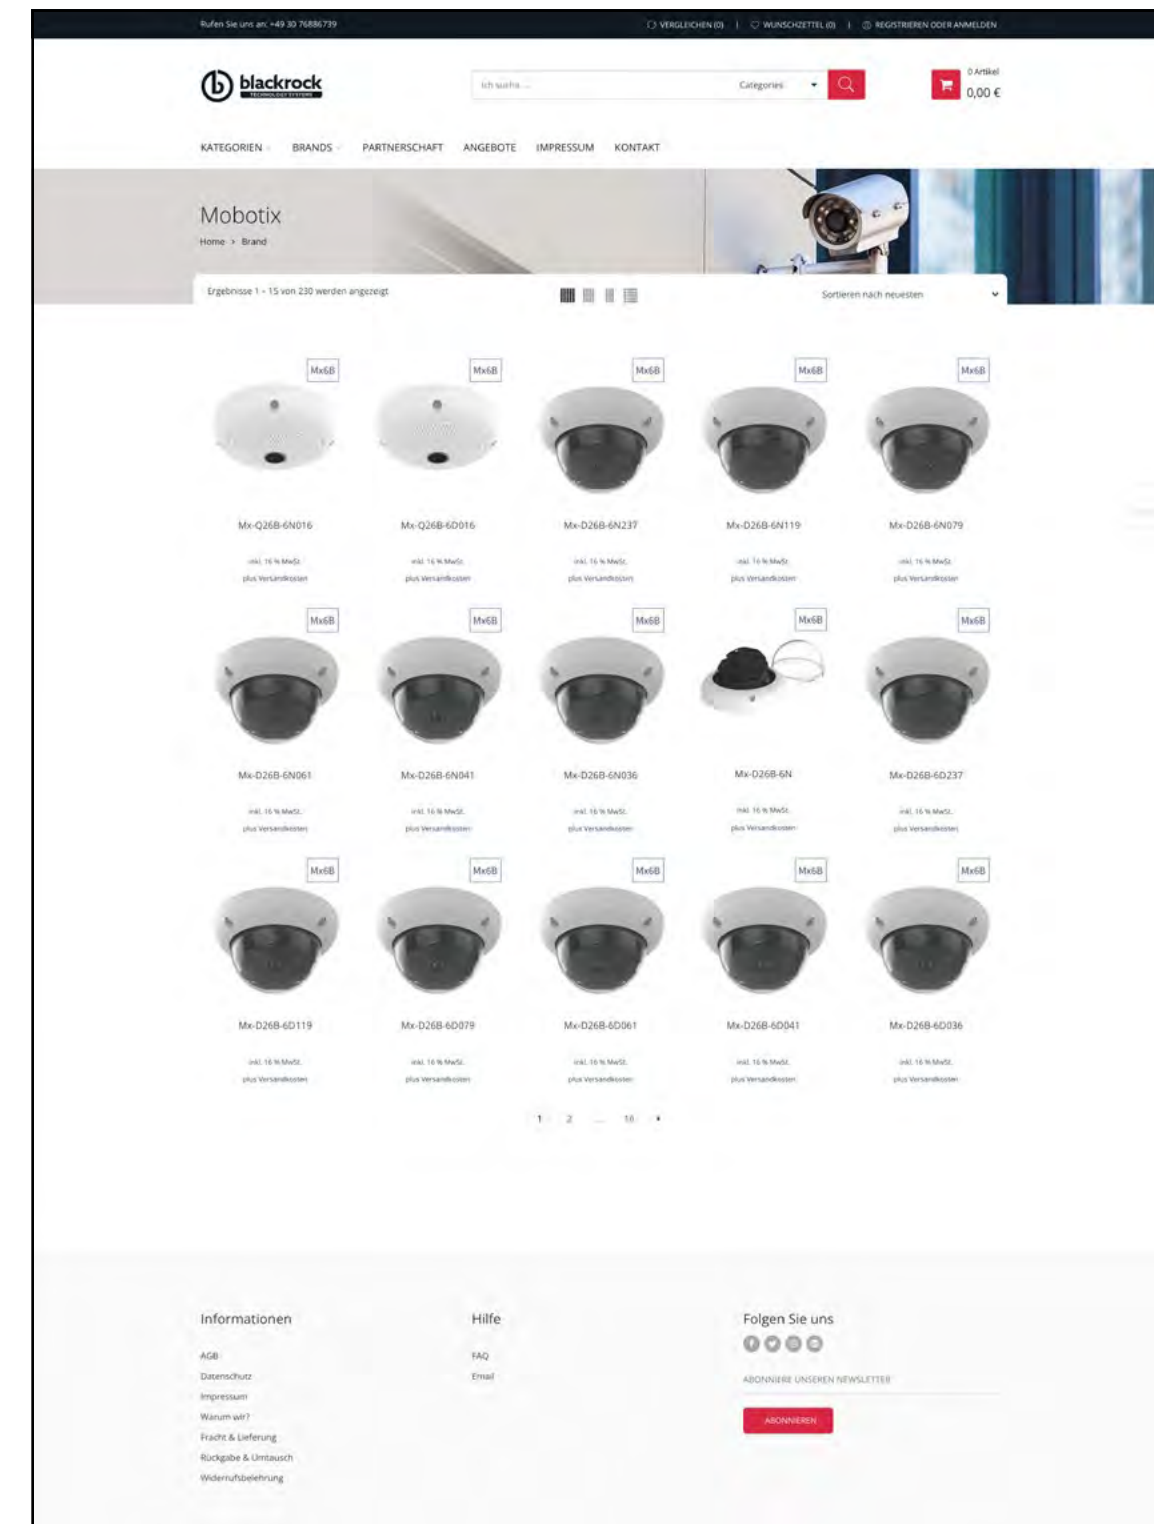 Rufen Sie uns an: +49 30 76886739
VERGLEICHEN (0) | WUNSCHZETTEL (0) | REGISTRIEREN ODER ANMELDEN
blackrock
TECHNOLOGY SYSTEMS
Ich suche ...
Categories
0 Artikel
0,00 €
KATEGORIEN BRANDS PARTNERSCHAFT ANGEBOTE IMPRESSUM KONTAKT
Mobotix
Home > Brand
Ergebnisse 1 – 15 von 230 werden angezeigt
Sortieren nach neuesten
Mx6B Mx6B Mx6B Mx6B Mx6B
Mx-Q26B-6N016 Mx-Q26B-6D016 Mx-D26B-6N237 Mx-D26B-6N119 Mx-D26B-6N079
inkl. 16 % MwSt. inkl. 16 % MwSt. inkl. 16 % MwSt. inkl. 16 % MwSt. inkl. 16 % MwSt.
plus Versandkosten plus Versandkosten plus Versandkosten plus Versandkosten plus Versandkosten
Mx6B Mx6B Mx6B Mx6B Mx6B
Mx-D26B-6N061 Mx-D26B-6N041 Mx-D26B-6N036 Mx-D26B-6N Mx-D26B-6D237
inkl. 16 % MwSt. inkl. 16 % MwSt. inkl. 16 % MwSt. inkl. 16 % MwSt. inkl. 16 % MwSt.
plus Versandkosten plus Versandkosten plus Versandkosten plus Versandkosten plus Versandkosten
Mx6B Mx6B Mx6B Mx6B Mx6B
Mx-D26B-6D119 Mx-D26B-6D079 Mx-D26B-6D061 Mx-D26B-6D041 Mx-D26B-6D036
inkl. 16 % MwSt. inkl. 16 % MwSt. inkl. 16 % MwSt. inkl. 16 % MwSt. inkl. 16 % MwSt.
plus Versandkosten plus Versandkosten plus Versandkosten plus Versandkosten plus Versandkosten
1 2 ... 16
Informationen
AGB
Datenschutz
Impressum
Warum wir?
Fracht & Lieferung
Rückgabe & Umtausch
Widerrufsbelehrung
Hilfe
FAQ
Email
Folgen Sie uns
ABONNIERE UNSEREN NEWSLETTER
ABONNIEREN